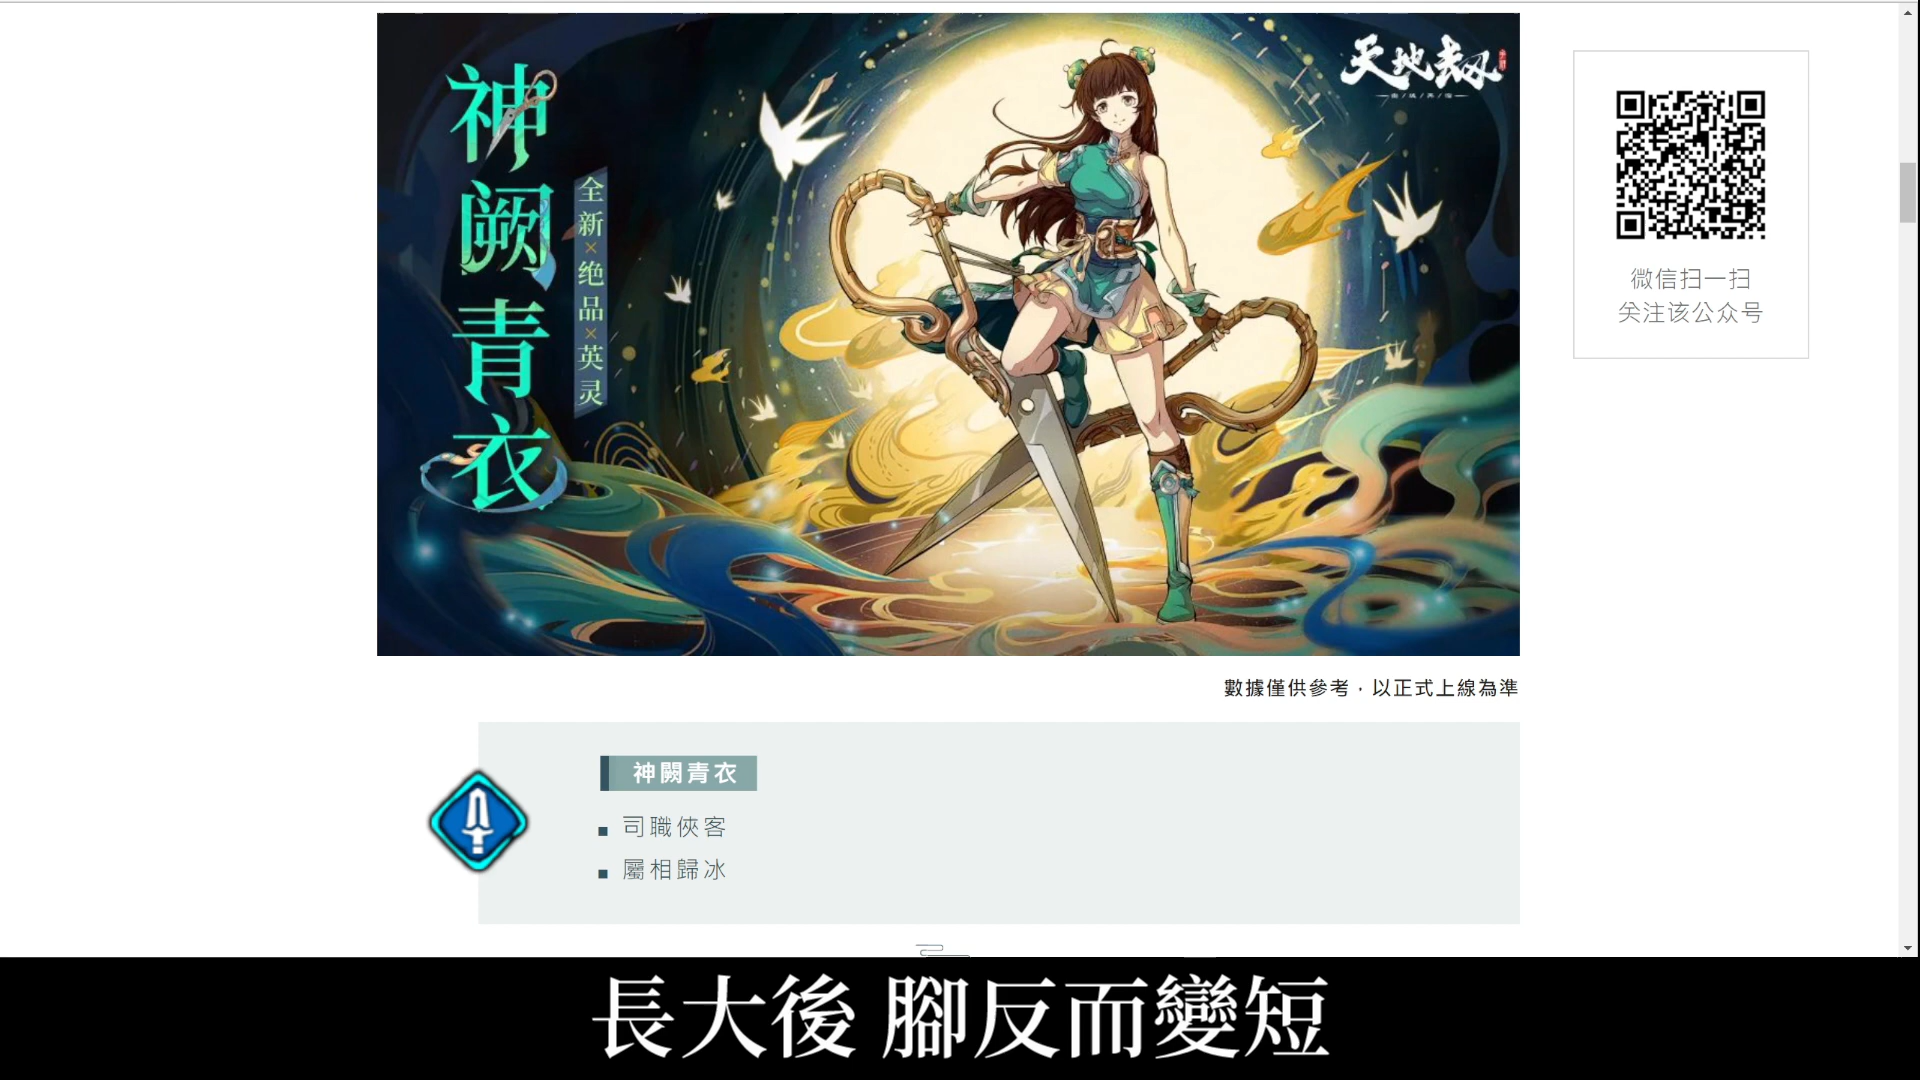 神阙青衣
全新×绝品×英灵
天地劫
微信扫一扫
关注该公众号
數據僅供參考，以正式上線為準
神闕青衣
司職俠客
屬相歸冰
長大後 腳反而變短